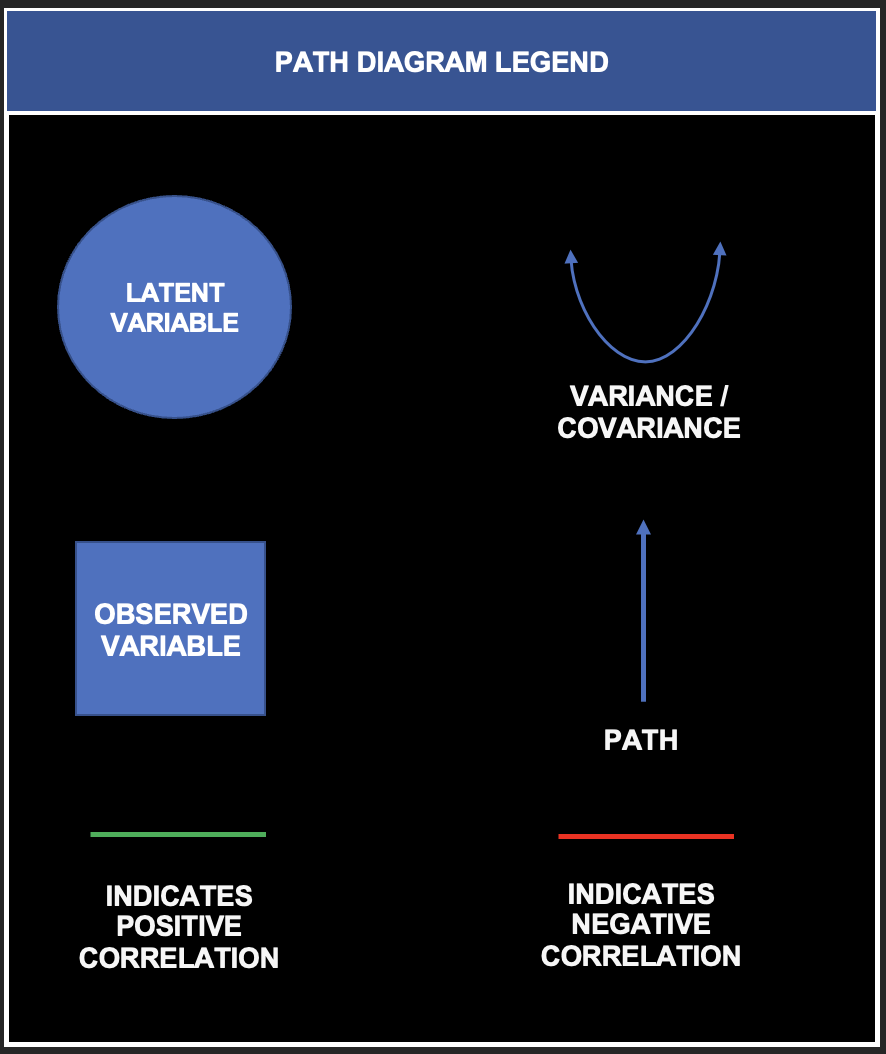 PATH DIAGRAM LEGEND
LATENT
VARIABLE
VARIANCE /
COVARIANCE
OBSERVED
VARIABLE
PATH
INDICATES
POSITIVE
CORRELATION
INDICATES
NEGATIVE
CORRELATION